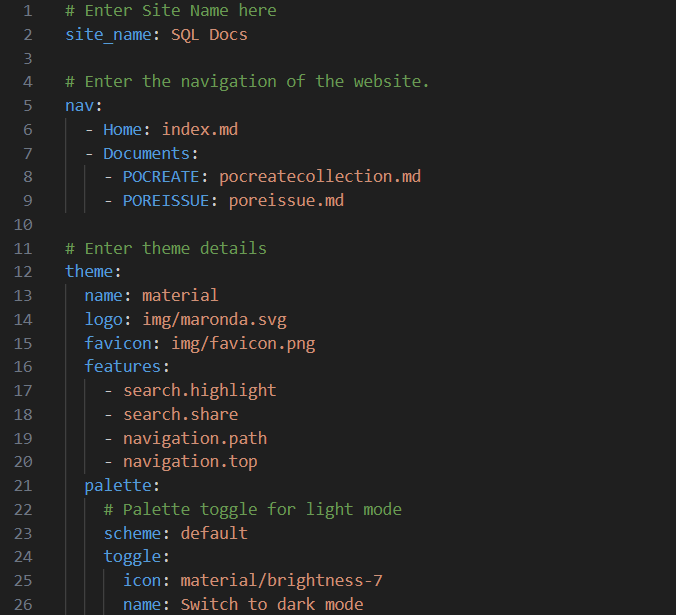 1 # Enter Site Name here
2 site_name: SQL Docs
3
4 # Enter the navigation of the website.
5 nav:
6   - Home: index.md
7   - Documents:
8     - POCREATE: pocreatecollection.md
9     - POREISSUE: poreissue.md
10
11 # Enter theme details
12 theme:
13   name: material
14   logo: img/maronda.svg
15   favicon: img/favicon.png
16   features:
17     - search.highlight
18     - search.share
19     - navigation.path
20     - navigation.top
21   palette:
22     # Palette toggle for light mode
23     scheme: default
24     toggle:
25       icon: material/brightness-7
26       name: Switch to dark mode